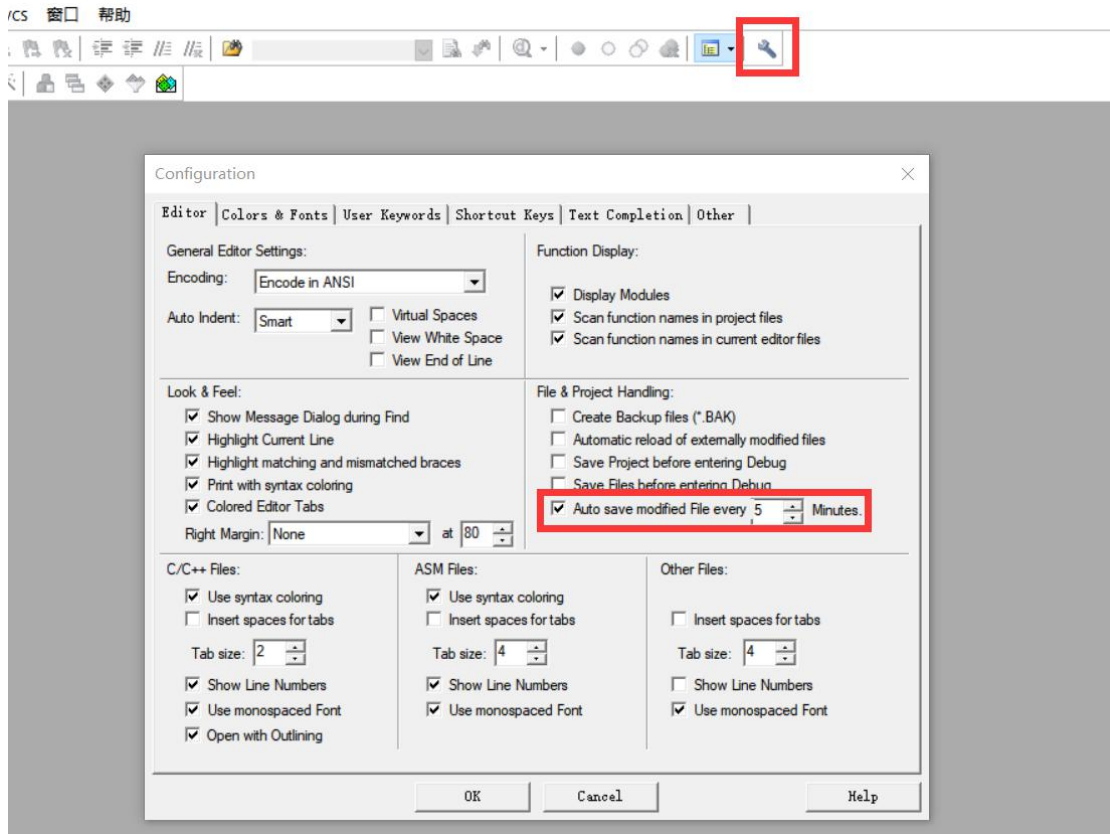 /CS 窗口 帮助
Configuration
Editor Colors & Fonts User Keywords Shortcut Keys Text Completion Other
General Editor Settings:
Encoding: Encode in ANSI
Auto Indent: Smart
Virtual Spaces
View White Space
View End of Line
Function Display:
Display Modules
Scan function names in project files
Scan function names in current editor files
Look & Feel:
Show Message Dialog during Find
Highlight Current Line
Highlight matching and mismatched braces
Print with syntax coloring
Colored Editor Tabs
Right Margin: None at 80
File & Project Handling:
Create Backup files (*.BAK)
Automatic reload of externally modified files
Save Project before entering Debug
Save Files before entering Debug
Auto save modified File every 5 Minutes.
C/C++ Files:
Use syntax coloring
Insert spaces for tabs
Tab size: 2
Show Line Numbers
Use monospaced Font
Open with Outlining
ASM Files:
Use syntax coloring
Insert spaces for tabs
Tab size: 4
Show Line Numbers
Use monospaced Font
Other Files:
Insert spaces for tabs
Tab size: 4
Show Line Numbers
Use monospaced Font
OK Cancel Help